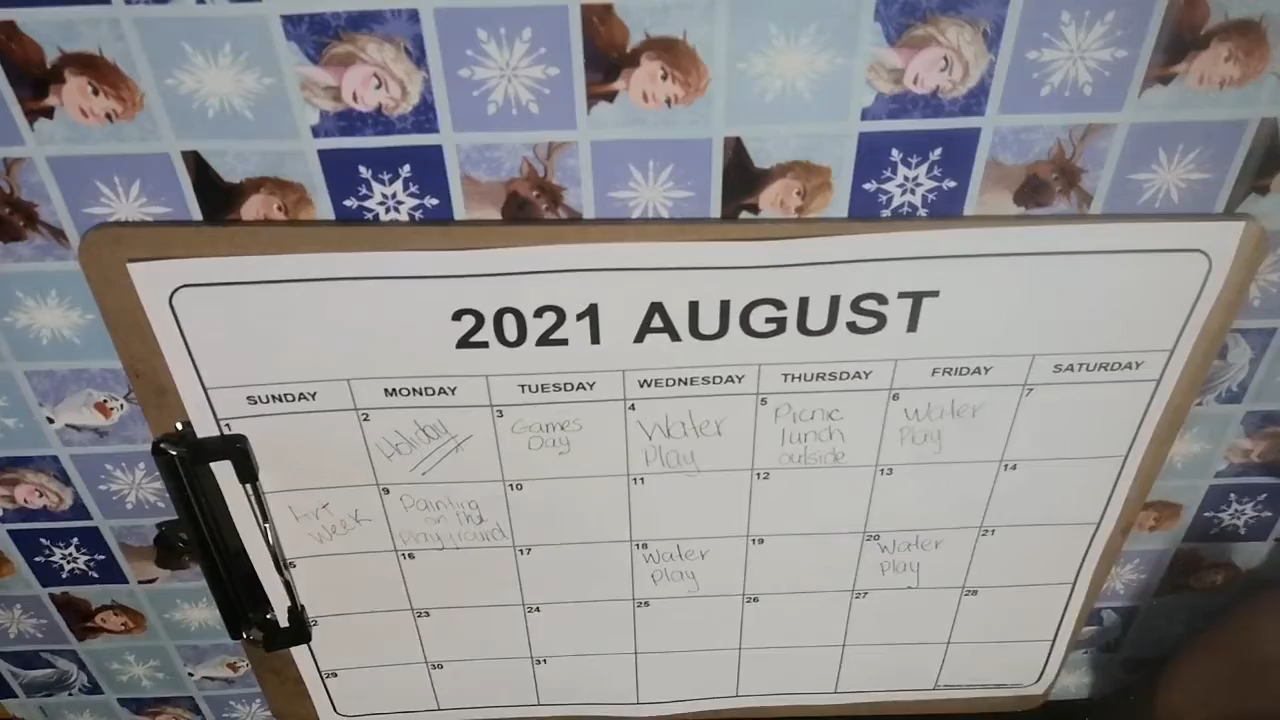 2021 AUGUST
SUNDAY MONDAY TUESDAY WEDNESDAY THURSDAY FRIDAY SATURDAY
1 2 3 4 5 6 7
Holiday
Games
Day
Water
Play
Picnic
lunch
outside
Water
Play
9 10 11 12 13 14
Art
Week
Painting
on the
playground
16 17 18 19 20 21
Water
play
Water
play
23 24 25 26 27 28
29 30 31